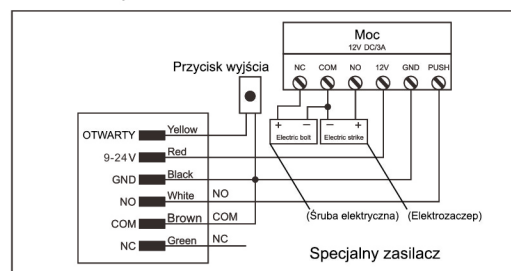 Moc
12V DC/3A
NC COM NO 12V GND PUSH
Przycisk wyjścia
+ − − +
Electric bolt Electric strike
OTWARTY Yellow
9-24V Red
GND Black
NO White NO
COM Brown COM
NC Green NC
(Śruba elektryczna) (Elektrozaczep)
Specjalny zasilacz